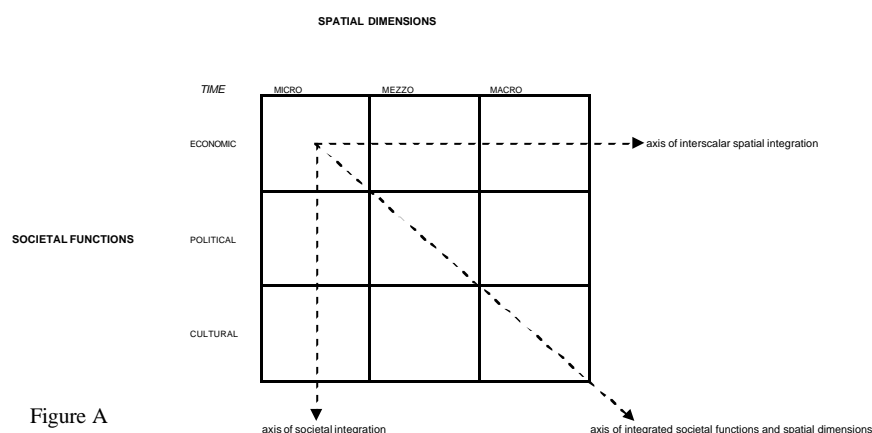 SPATIAL DIMENSIONS
TIME MICRO MEZZO MACRO
ECONOMIC
axis of interscalar spatial integration
SOCIETAL FUNCTIONS POLITICAL
CULTURAL
Figure A
axis of societal integration
axis of integrated societal functions and spatial dimensions